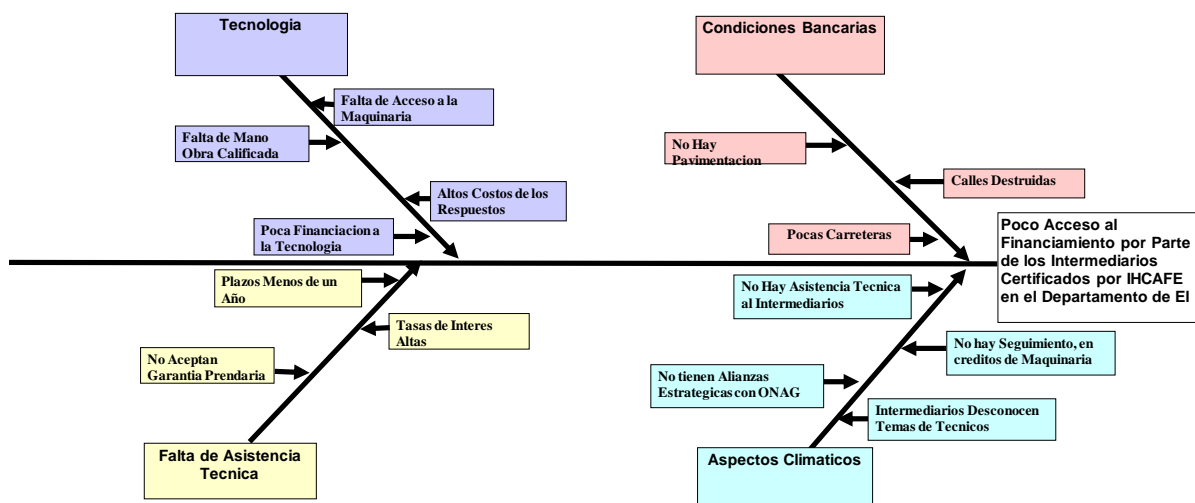 Tecnologia
Condiciones Bancarias
Falta de Acceso a la
Maquinaria
Falta de Mano
Obra Calificada
No Hay
Pavimentacion
Calles Destruidas
Altos Costos de los
Respuestos
Poca Financiacion a
la Tecnologia
Pocas Carreteras
Poco Acceso al
Financiamiento por Parte
de los Intermediarios
Certificados por IHCAFE
en el Departamento de El
Plazos Menos de un
Año
No Hay Asistencia Tecnica
al Intermediarios
Tasas de Interes
Altas
No hay Seguimiento, en
creditos de Maquinaria
No Aceptan
Garantia Prendaria
No tienen Alianzas
Estrategicas con ONAG
Intermediarios Desconocen
Temas de Tecnicos
Falta de Asistencia
Tecnica
Aspectos Climaticos